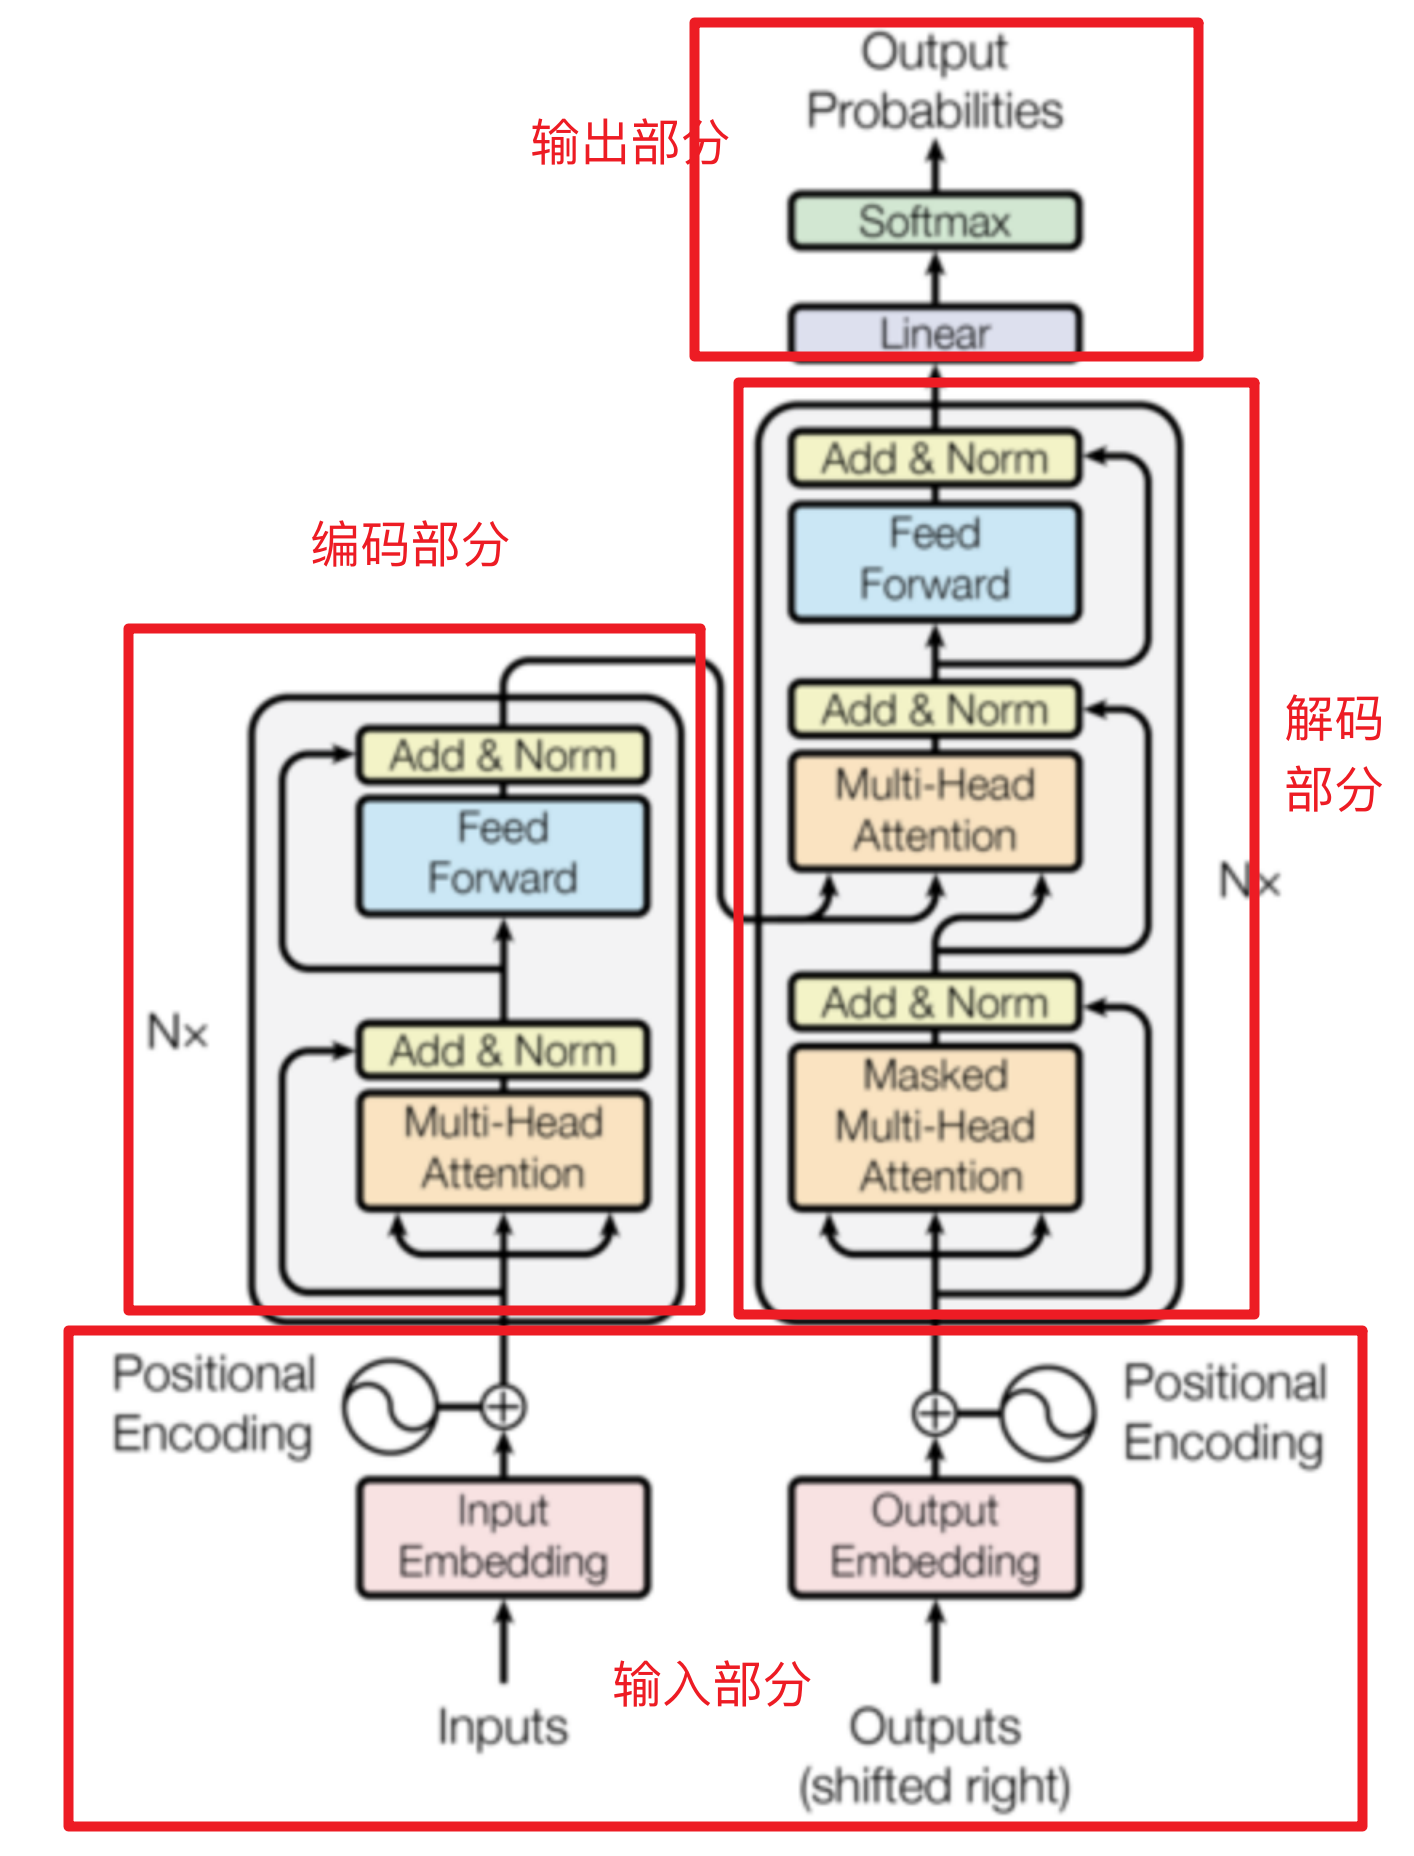 Output
Probabilities
输出部分
Softmax
Linear
Add & Norm
Feed
Forward
Add & Norm
Multi-Head
Attention
Add & Norm
Masked
Multi-Head
Attention
解码
部分
N×
编码部分
Add & Norm
Feed
Forward
Add & Norm
Multi-Head
Attention
N×
Positional
Encoding
Input
Embedding
Inputs
Positional
Encoding
Output
Embedding
Outputs
(shifted right)
输入部分